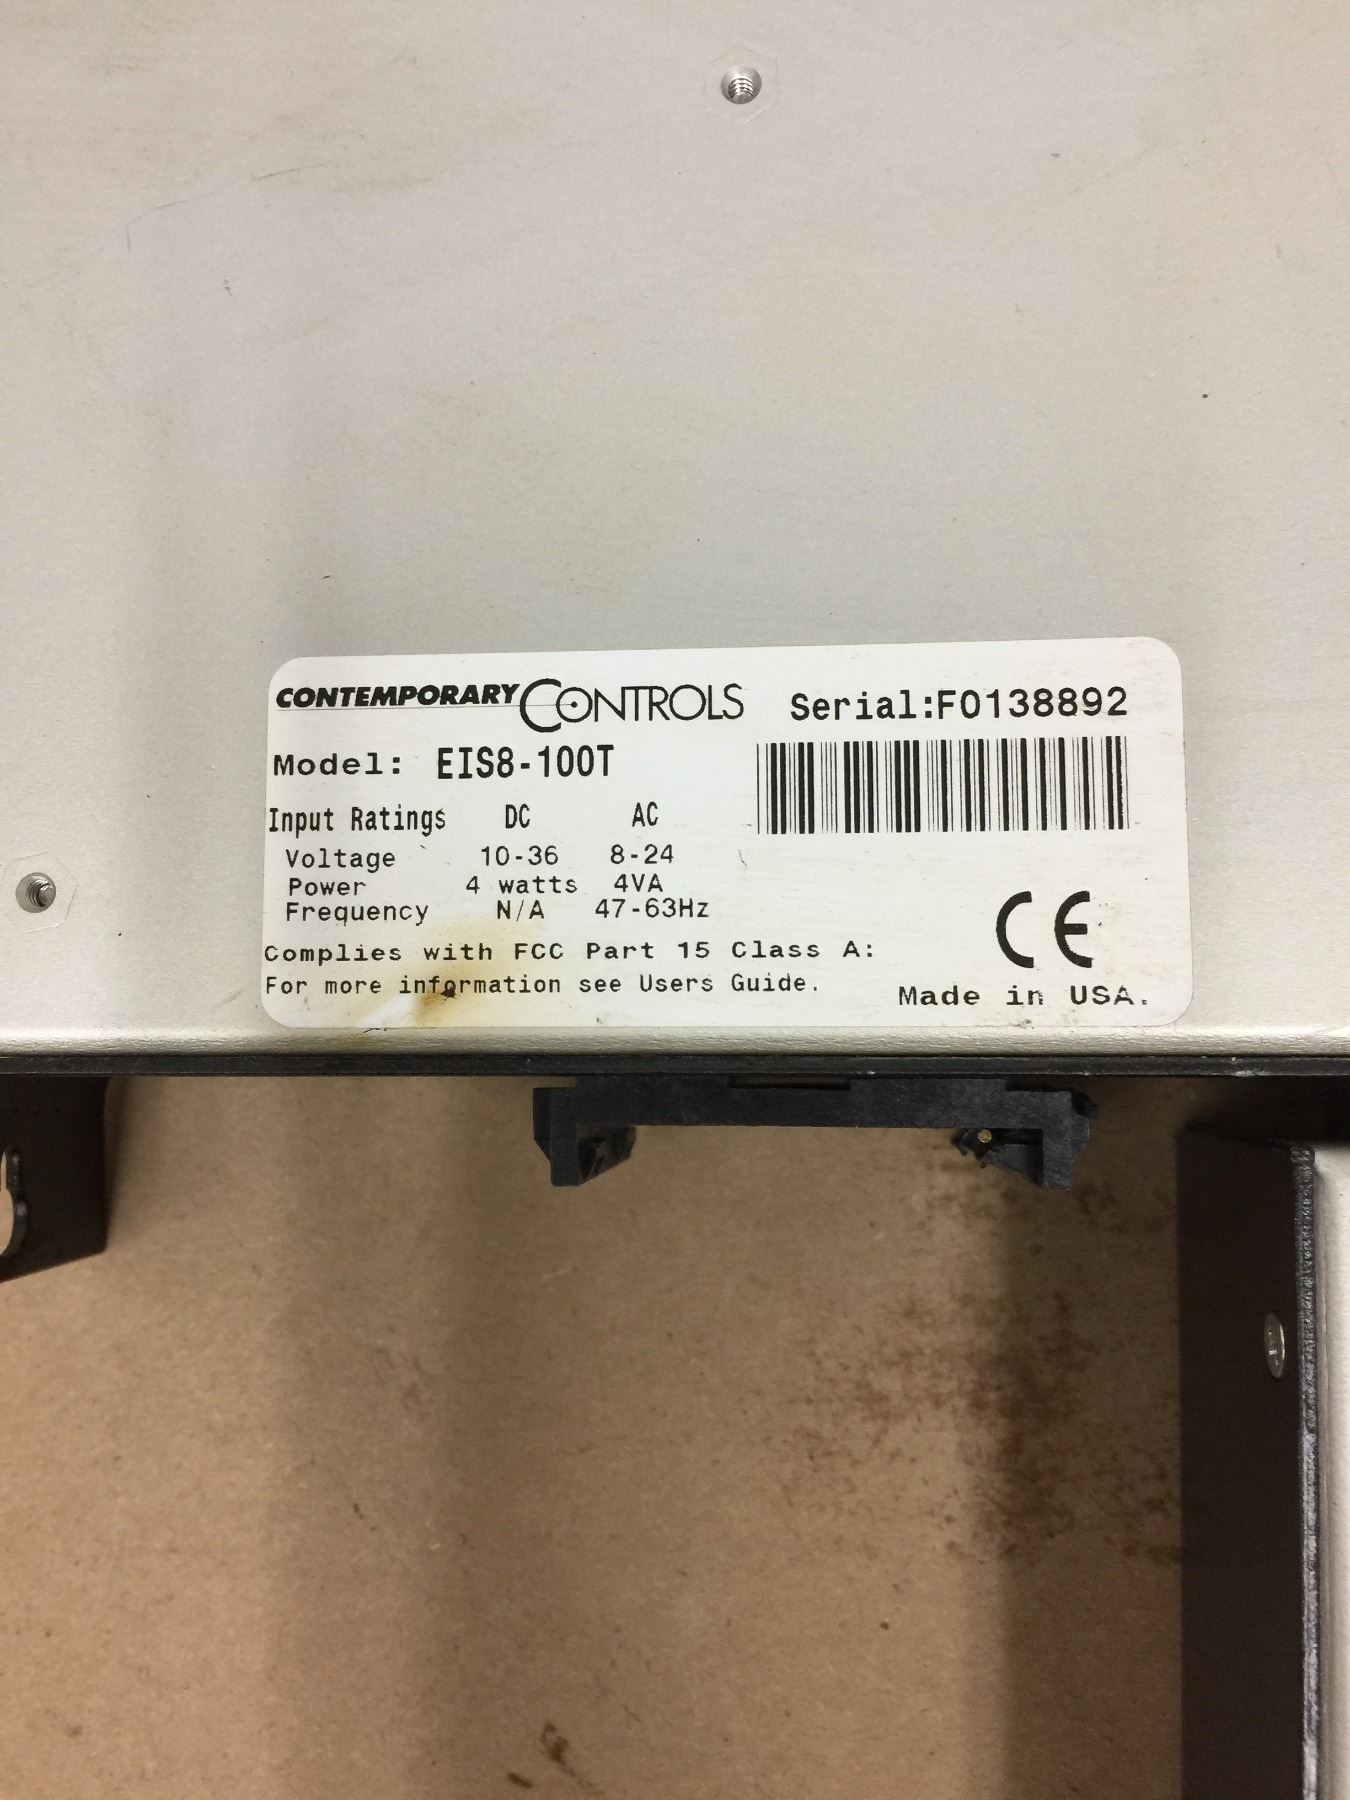 CONTEMPORARY CONTROLS Serial:F0138892
Model: EIS8-100T
Input Ratings DC AC
Voltage 10-36 8-24
Power 4 watts 4VA
Frequency N/A 47-63Hz
Complies with FCC Part 15 Class A:
For more information see Users Guide.
CE
Made in USA.